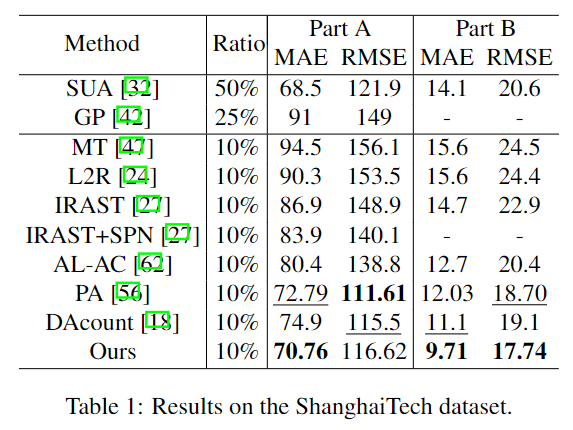 Method Ratio Part A Part B
MAE RMSE MAE RMSE
SUA [32] 50% 68.5 121.9 14.1 20.6
GP [42] 25% 91 149 - -
MT [47] 10% 94.5 156.1 15.6 24.5
L2R [24] 10% 90.3 153.5 15.6 24.4
IRAST [27] 10% 86.9 148.9 14.7 22.9
IRAST+SPN [27] 10% 83.9 140.1 - -
AL-AC [62] 10% 80.4 138.8 12.7 20.4
PA [56] 10% 72.79 111.61 12.03 18.70
DAcount [18] 10% 74.9 115.5 11.1 19.1
Ours 10% 70.76 116.62 9.71 17.74
Table 1: Results on the ShanghaiTech dataset.